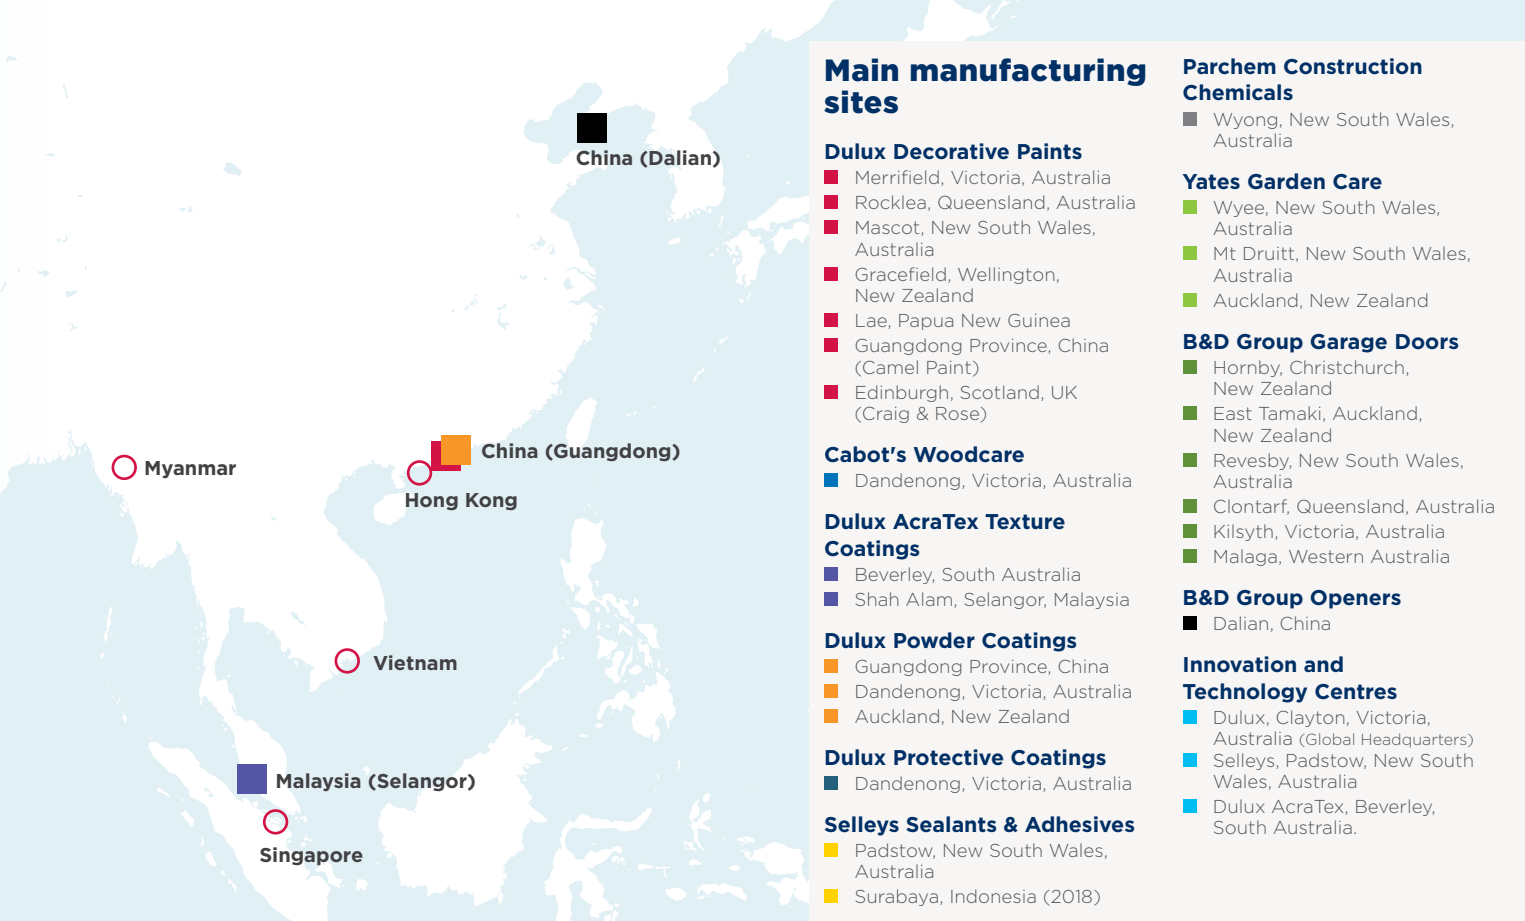 China (Dalian)
China (Guangdong)
Myanmar
Hong Kong
Vietnam
Malaysia (Selangor)
Singapore
Main manufacturing
sites
Dulux Decorative Paints
Merrifield, Victoria, Australia
Rocklea, Queensland, Australia
Mascot, New South Wales,
Australia
Gracefield, Wellington,
New Zealand
Lae, Papua New Guinea
Guangdong Province, China
(Camel Paint)
Edinburgh, Scotland, UK
(Craig & Rose)
Cabot's Woodcare
Dandenong, Victoria, Australia
Dulux AcraTex Texture
Coatings
Beverley, South Australia
Shah Alam, Selangor, Malaysia
Dulux Powder Coatings
Guangdong Province, China
Dandenong, Victoria, Australia
Auckland, New Zealand
Dulux Protective Coatings
Dandenong, Victoria, Australia
Selleys Sealants & Adhesives
Padstow, New South Wales,
Australia
Surabaya, Indonesia (2018)
Parchem Construction
Chemicals
Wyong, New South Wales,
Australia
Yates Garden Care
Wyee, New South Wales,
Australia
Mt Druitt, New South Wales,
Australia
Auckland, New Zealand
B&D Group Garage Doors
Hornby, Christchurch,
New Zealand
East Tamaki, Auckland,
New Zealand
Revesby, New South Wales,
Australia
Clontarf, Queensland, Australia
Kilsyth, Victoria, Australia
Malaga, Western Australia
B&D Group Openers
Dalian, China
Innovation and
Technology Centres
Dulux, Clayton, Victoria,
Australia (Global Headquarters)
Selleys, Padstow, New South
Wales, Australia
Dulux AcraTex, Beverley,
South Australia.